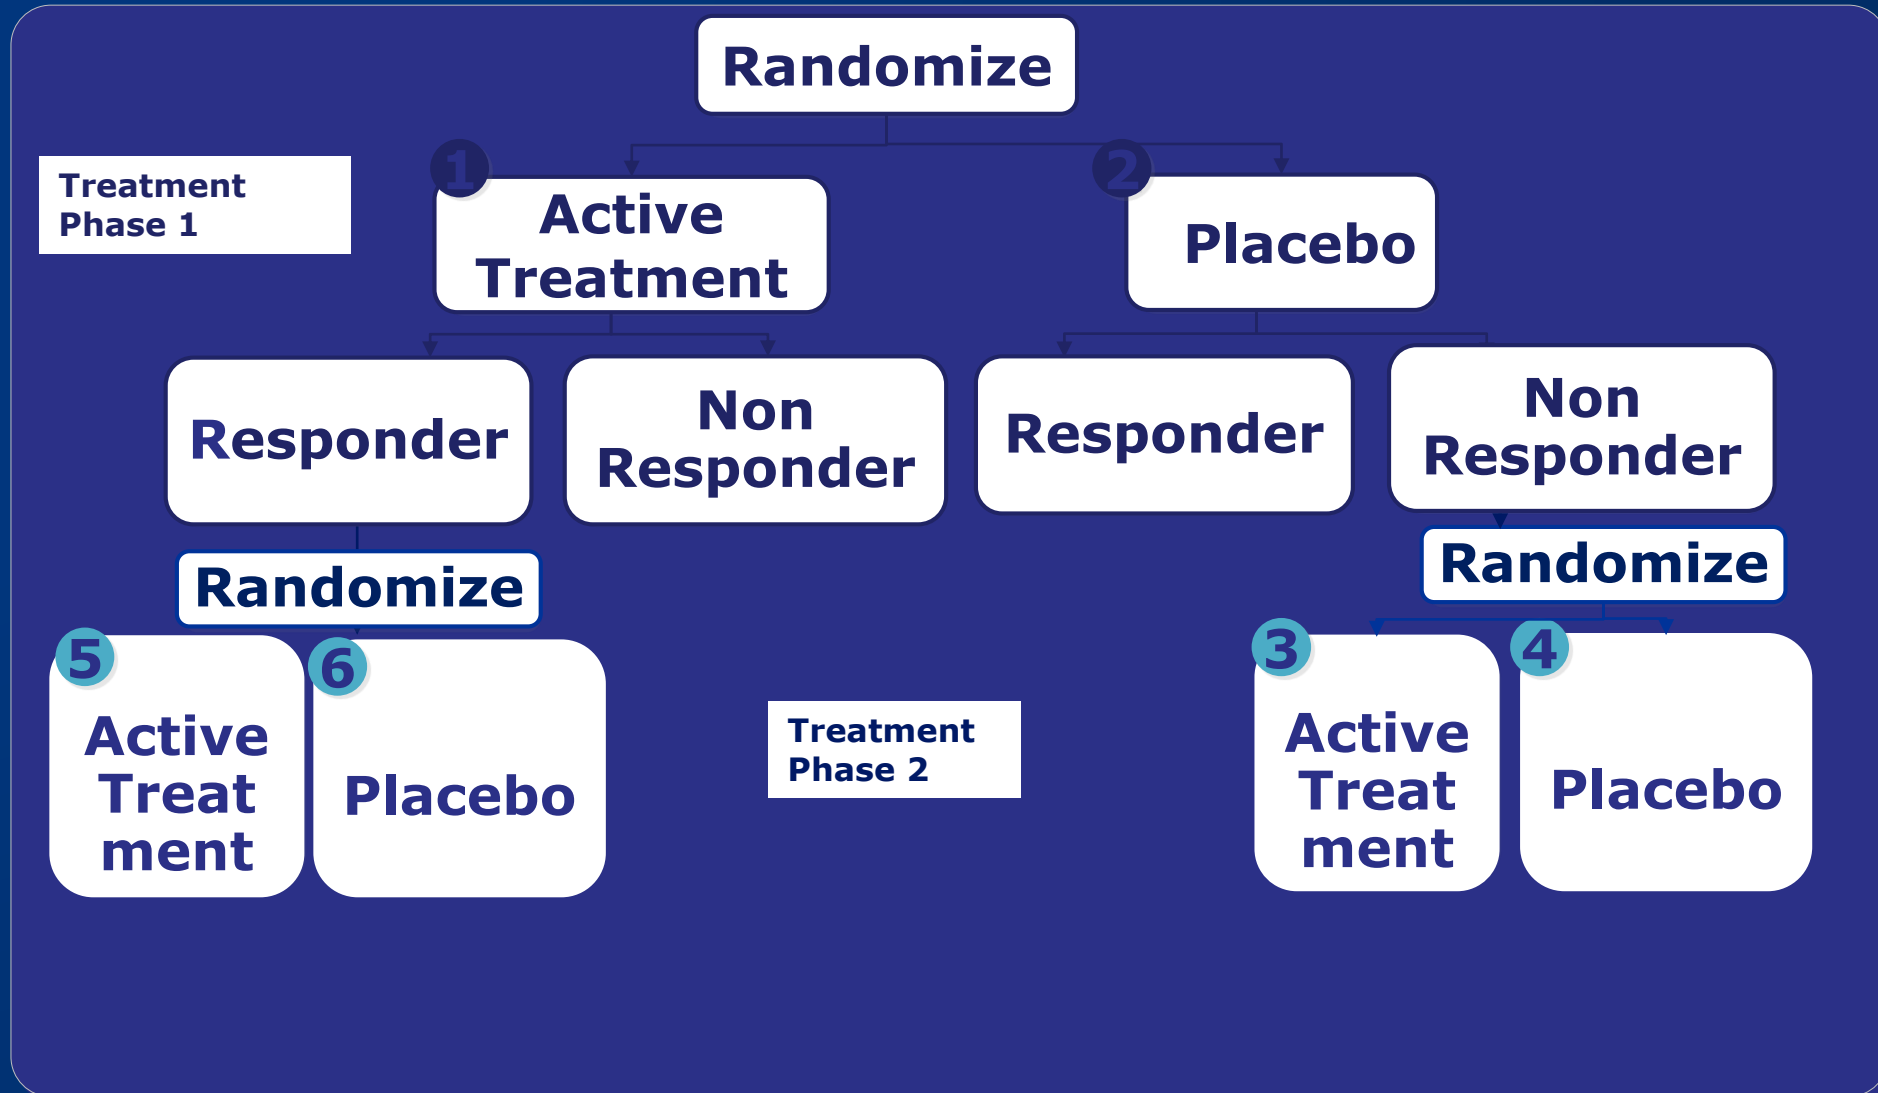 Randomize
Treatment
Phase 1
1
Active
Treatment
2
Placebo
Responder
Non
Responder
Responder
Non
Responder
Randomize
Randomize
5
Active
Treat
ment
6
Placebo
Treatment
Phase 2
3
Active
Treat
ment
4
Placebo